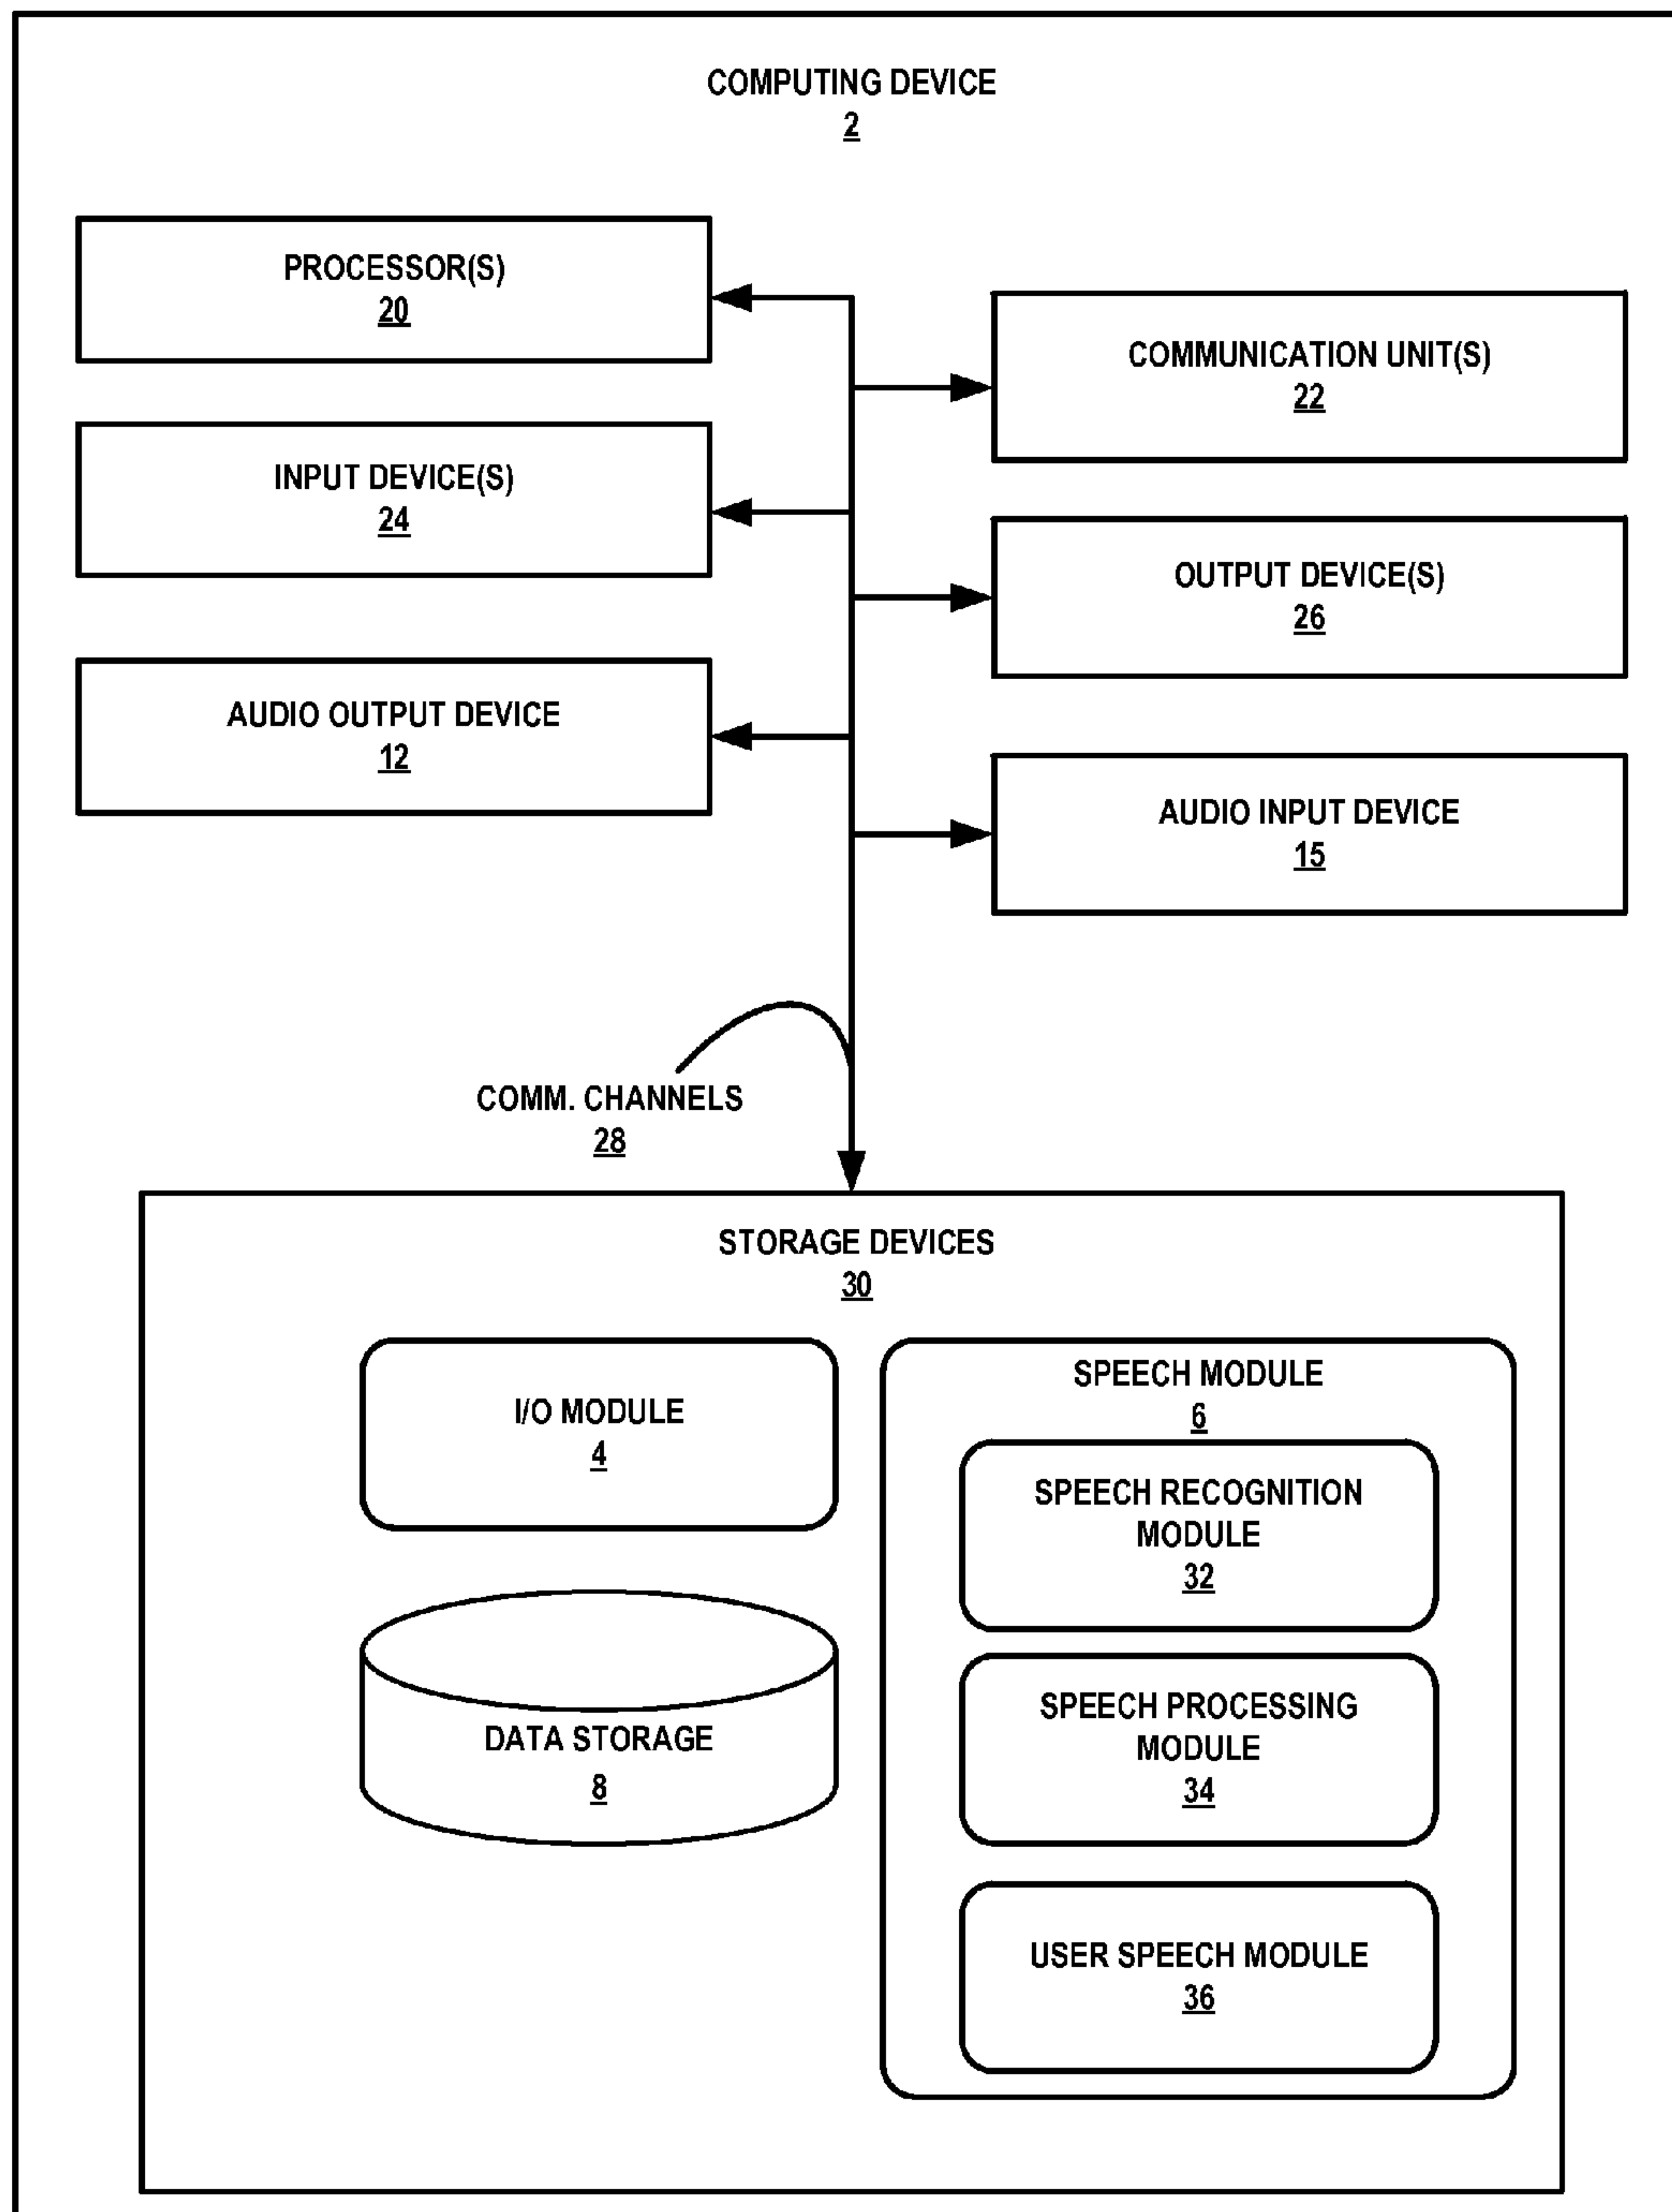 COMPUTING DEVICE
2
PROCESSOR(S)
20
COMMUNICATION UNIT(S)
22
INPUT DEVICE(S)
24
OUTPUT DEVICE(S)
26
AUDIO OUTPUT DEVICE
12
AUDIO INPUT DEVICE
15
COMM. CHANNELS
28
STORAGE DEVICES
30
I/O MODULE
4
DATA STORAGE
8
SPEECH MODULE
6
SPEECH RECOGNITION
MODULE
32
SPEECH PROCESSING
MODULE
34
USER SPEECH MODULE
36